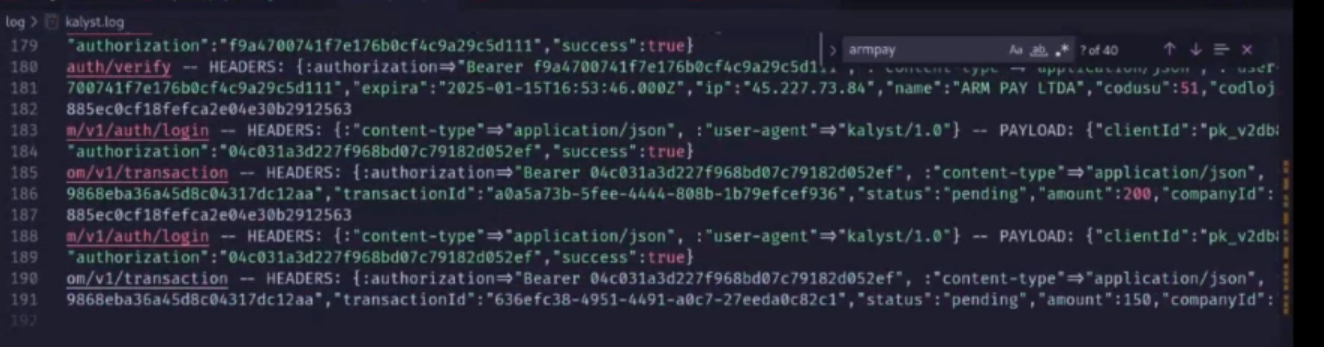 log > kalyst.log
armpay Aa ab .* ? of 40
179 "authorization":"f9a4700741f7e176b0cf4c9a29c5d111","success":true}
180 auth/verify -- HEADERS: {:authorization=>"Bearer f9a4700741f7e176b0cf4c9a29c5d111", :"content-type"=>"application/json", :"user-
181 700741f7e176b0cf4c9a29c5d111","expira":"2025-01-15T16:53:46.000Z","ip":"45.227.73.84","name":"ARM PAY LTDA","codusu":51,"codloj
182 885ec0cf18fefca2e04e30b2912563
183 m/v1/auth/login -- HEADERS: {:"content-type"=>"application/json", :"user-agent"=>"kalyst/1.0"} -- PAYLOAD: {"clientId":"pk_v2db
184 "authorization":"04c031a3d227f968bd07c79182d052ef","success":true}
185 om/v1/transaction -- HEADERS: {:authorization=>"Bearer 04c031a3d227f968bd07c79182d052ef", :"content-type"=>"application/json",
186 9868eba36a45d8c04317dc12aa","transactionId":"a0a5a73b-5fee-4444-808b-1b79efcef936","status":"pending","amount":200,"companyId":
187 885ec0cf18fefca2e04e30b2912563
188 m/v1/auth/login -- HEADERS: {:"content-type"=>"application/json", :"user-agent"=>"kalyst/1.0"} -- PAYLOAD: {"clientId":"pk_v2db
189 "authorization":"04c031a3d227f968bd07c79182d052ef","success":true}
190 om/v1/transaction -- HEADERS: {:authorization=>"Bearer 04c031a3d227f968bd07c79182d052ef", :"content-type"=>"application/json",
191 9868eba36a45d8c04317dc12aa","transactionId":"636efc38-4951-4491-a0c7-27eeda0c82c1","status":"pending","amount":150,"companyId":
192